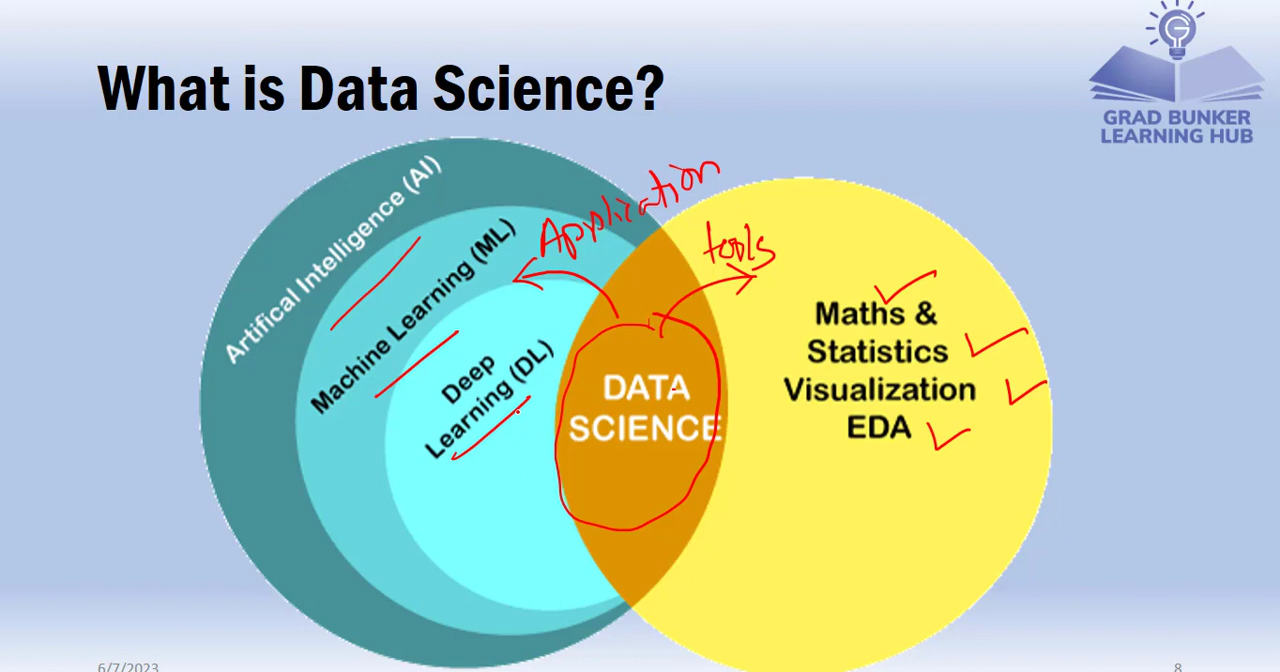 What is Data Science?
GRAD BUNKER
LEARNING HUB
Artifical Intelligence (AI)
Machine Learning (ML)
Deep
Learning (DL)
Application
tools
DATA
SCIENCE
Maths &
Statistics
Visualization
EDA
6/7/2023
8